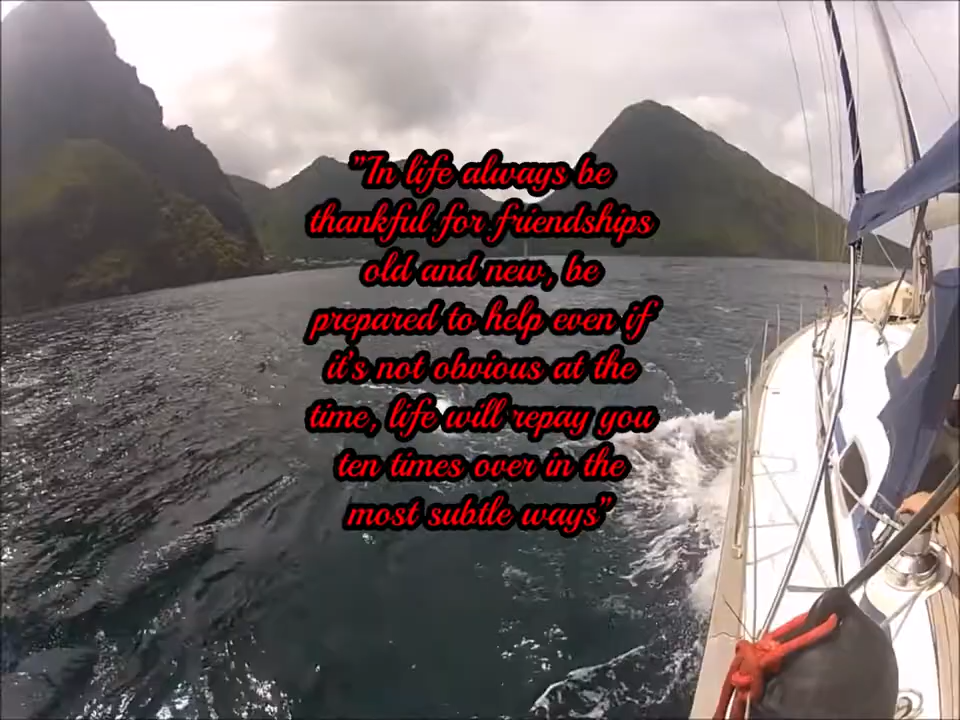 "In life always be
thankful for friendships
old and new, be
prepared to help even if
it's not obvious at the
time, life will repay you
ten times over in the
most subtle ways"